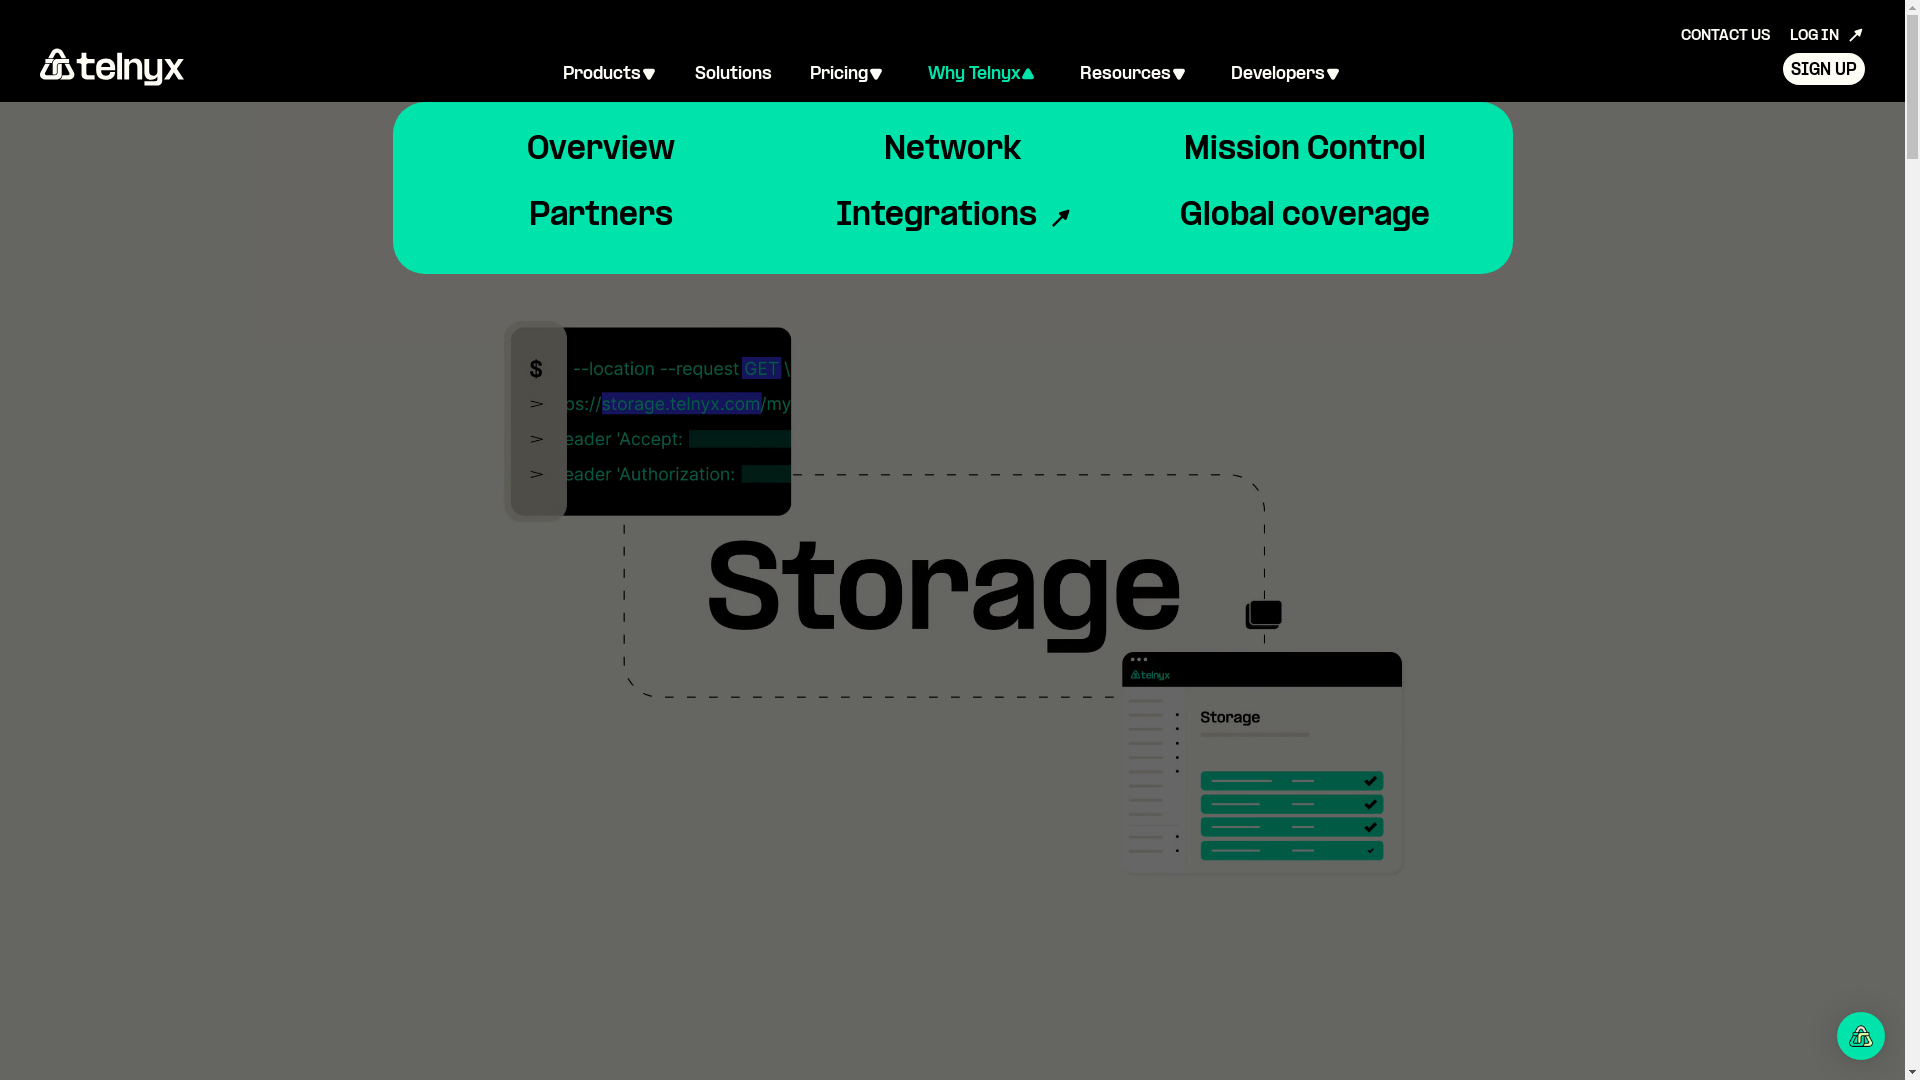 CONTACT US LOG IN
telnyx
Products Solutions Pricing Why Telnyx Resources Developers
SIGN UP
Overview Network Mission Control
Partners Integrations Global coverage
$ --location --request GET \
> ps://storage.telnyx.com/my
> eader 'Accept:
> eader 'Authorization:
Storage
telnyx
Storage